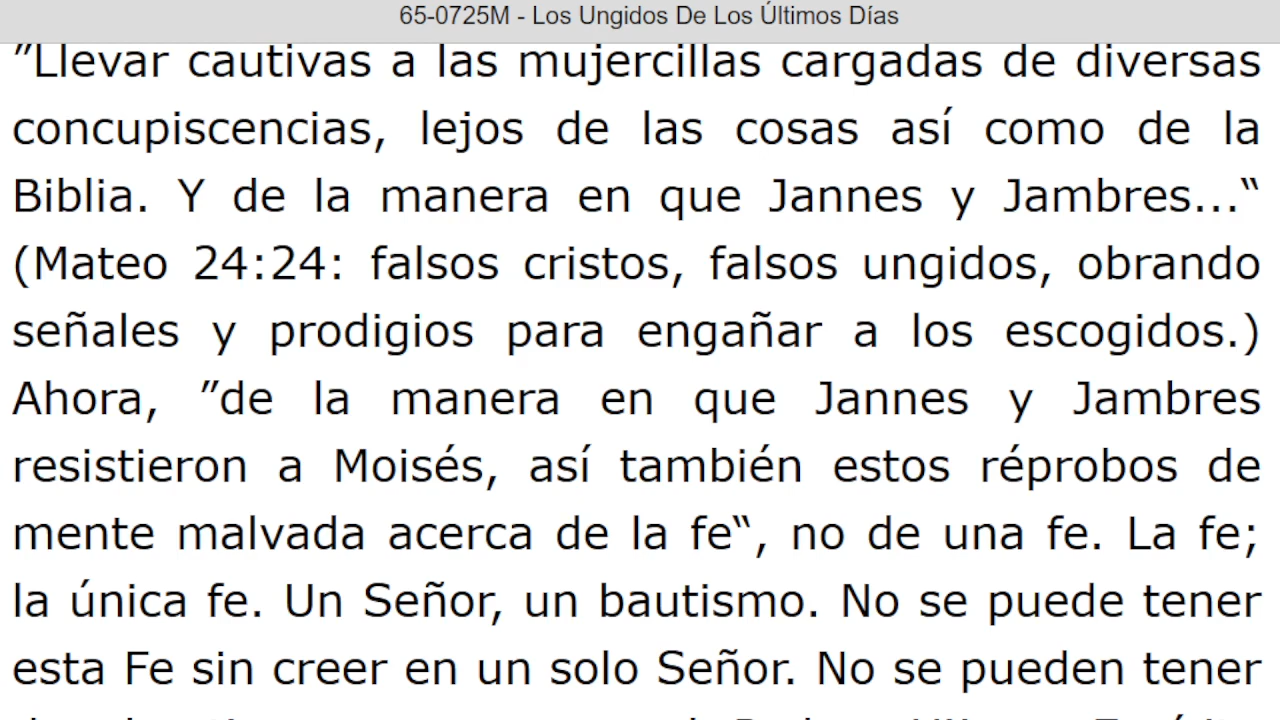 65-0725M - Los Ungidos De Los Últimos Días
”Llevar cautivas a las mujercillas cargadas de diversas
concupiscencias, lejos de las cosas así como de la
Biblia. Y de la manera en que Jannes y Jambres...“
(Mateo 24:24: falsos cristos, falsos ungidos, obrando
señales y prodigios para engañar a los escogidos.)
Ahora, ”de la manera en que Jannes y Jambres
resistieron a Moisés, así también estos réprobos de
mente malvada acerca de la fe“, no de una fe. La fe;
la única fe. Un Señor, un bautismo. No se puede tener
esta Fe sin creer en un solo Señor. No se pueden tener